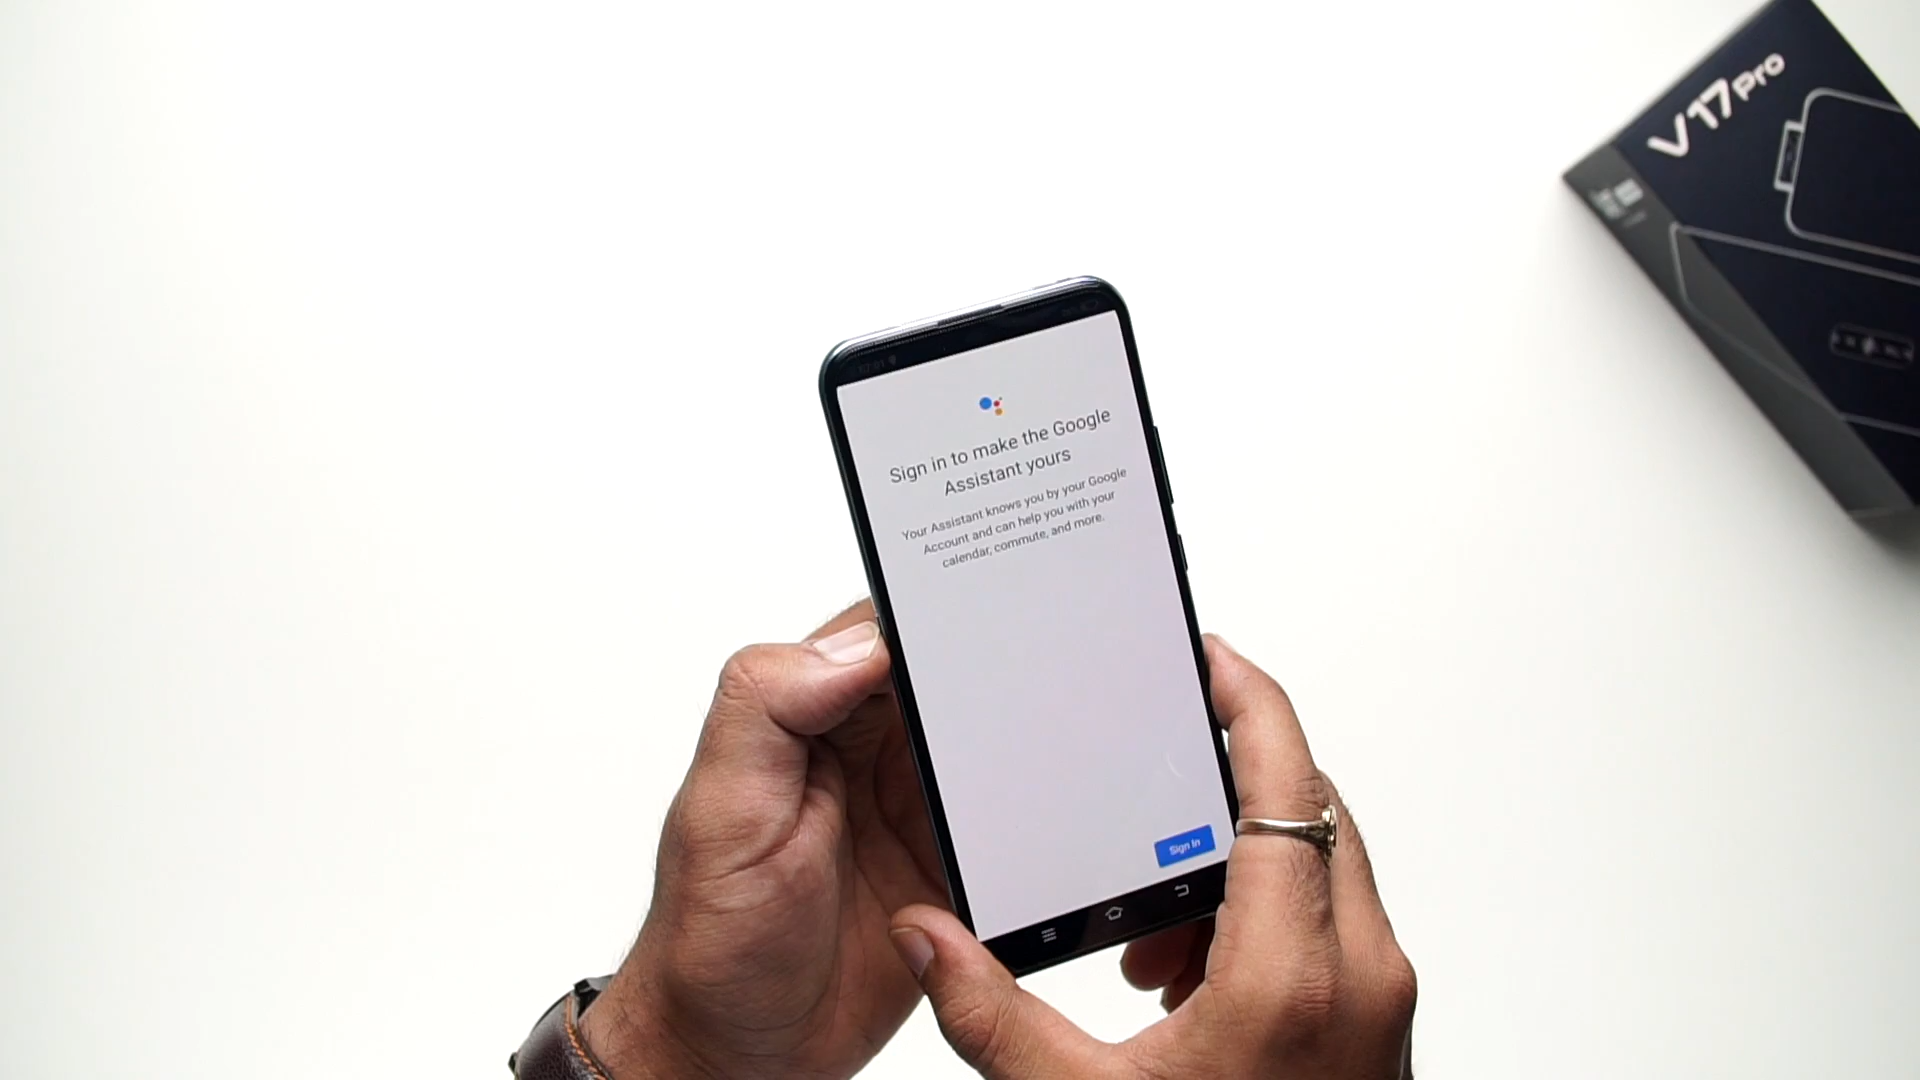 V17Pro
Sign in to make the Google
Assistant yours
Your Assistant knows you by your Google
Account and can help you with your
calendar, commute, and more.
Sign In